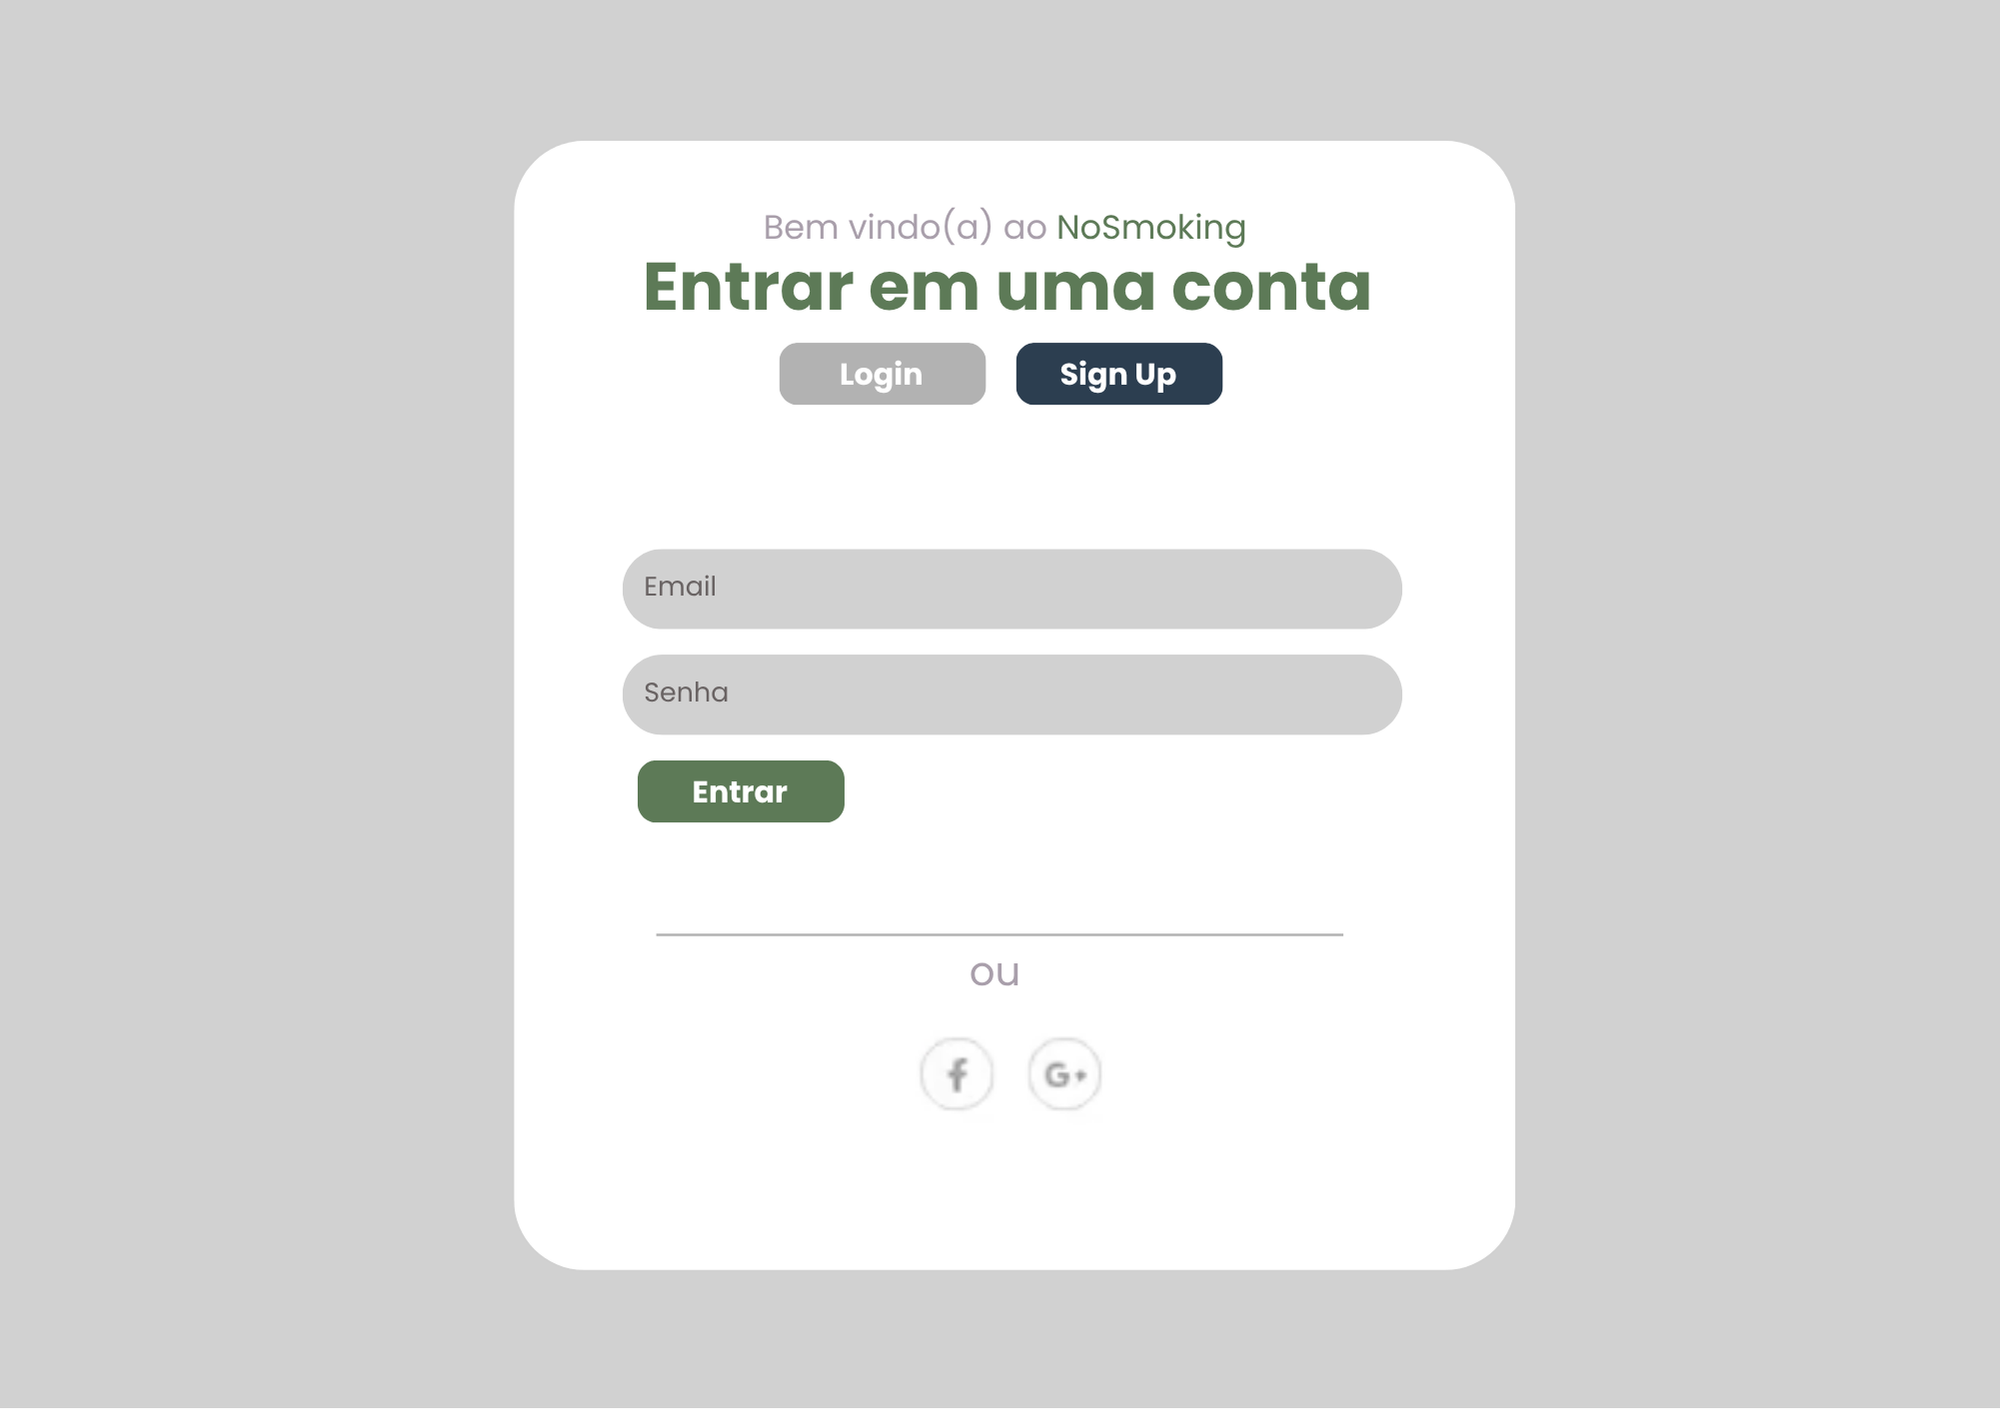 Bem vindo(a) ao NoSmoking
Entrar em uma conta
Login Sign Up
Email
Senha
Entrar
ou
f G+